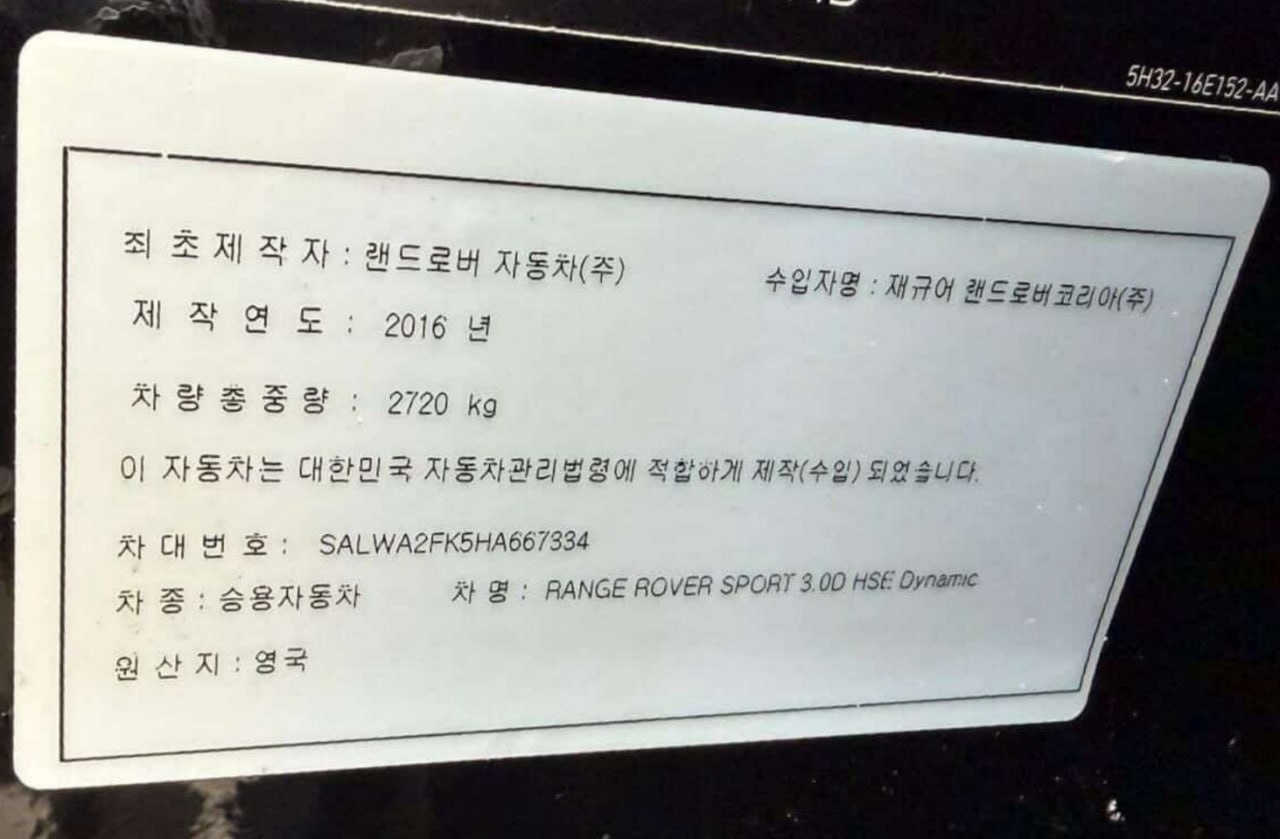 5H32-16E152-AA
최초제작자 : 랜드로버 자동차(주) 수입자명 : 재규어 랜드로버코리아(주)
제작연도 : 2016 년
차량총중량 : 2720 kg
이 자동차는 대한민국 자동차관리법령에 적합하게 제작(수입) 되었습니다.
차대번호 : SALWA2FK5HA667334
차종 : 승용자동차 차명 : RANGE ROVER SPORT 3.0D HSE Dynamic
원산지 : 영국